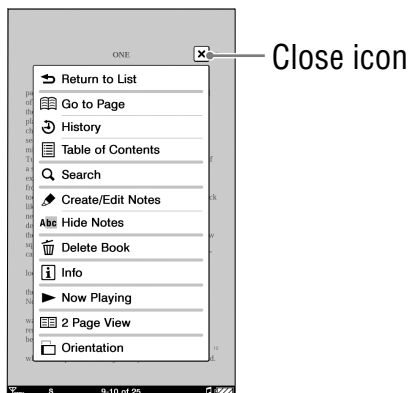 ONE
Close icon
Return to List
Go to Page
History
Table of Contents
Search
Create/Edit Notes
Abc Hide Notes
Delete Book
i Info
Now Playing
2 Page View
Orientation
16
S 9-10 of 25